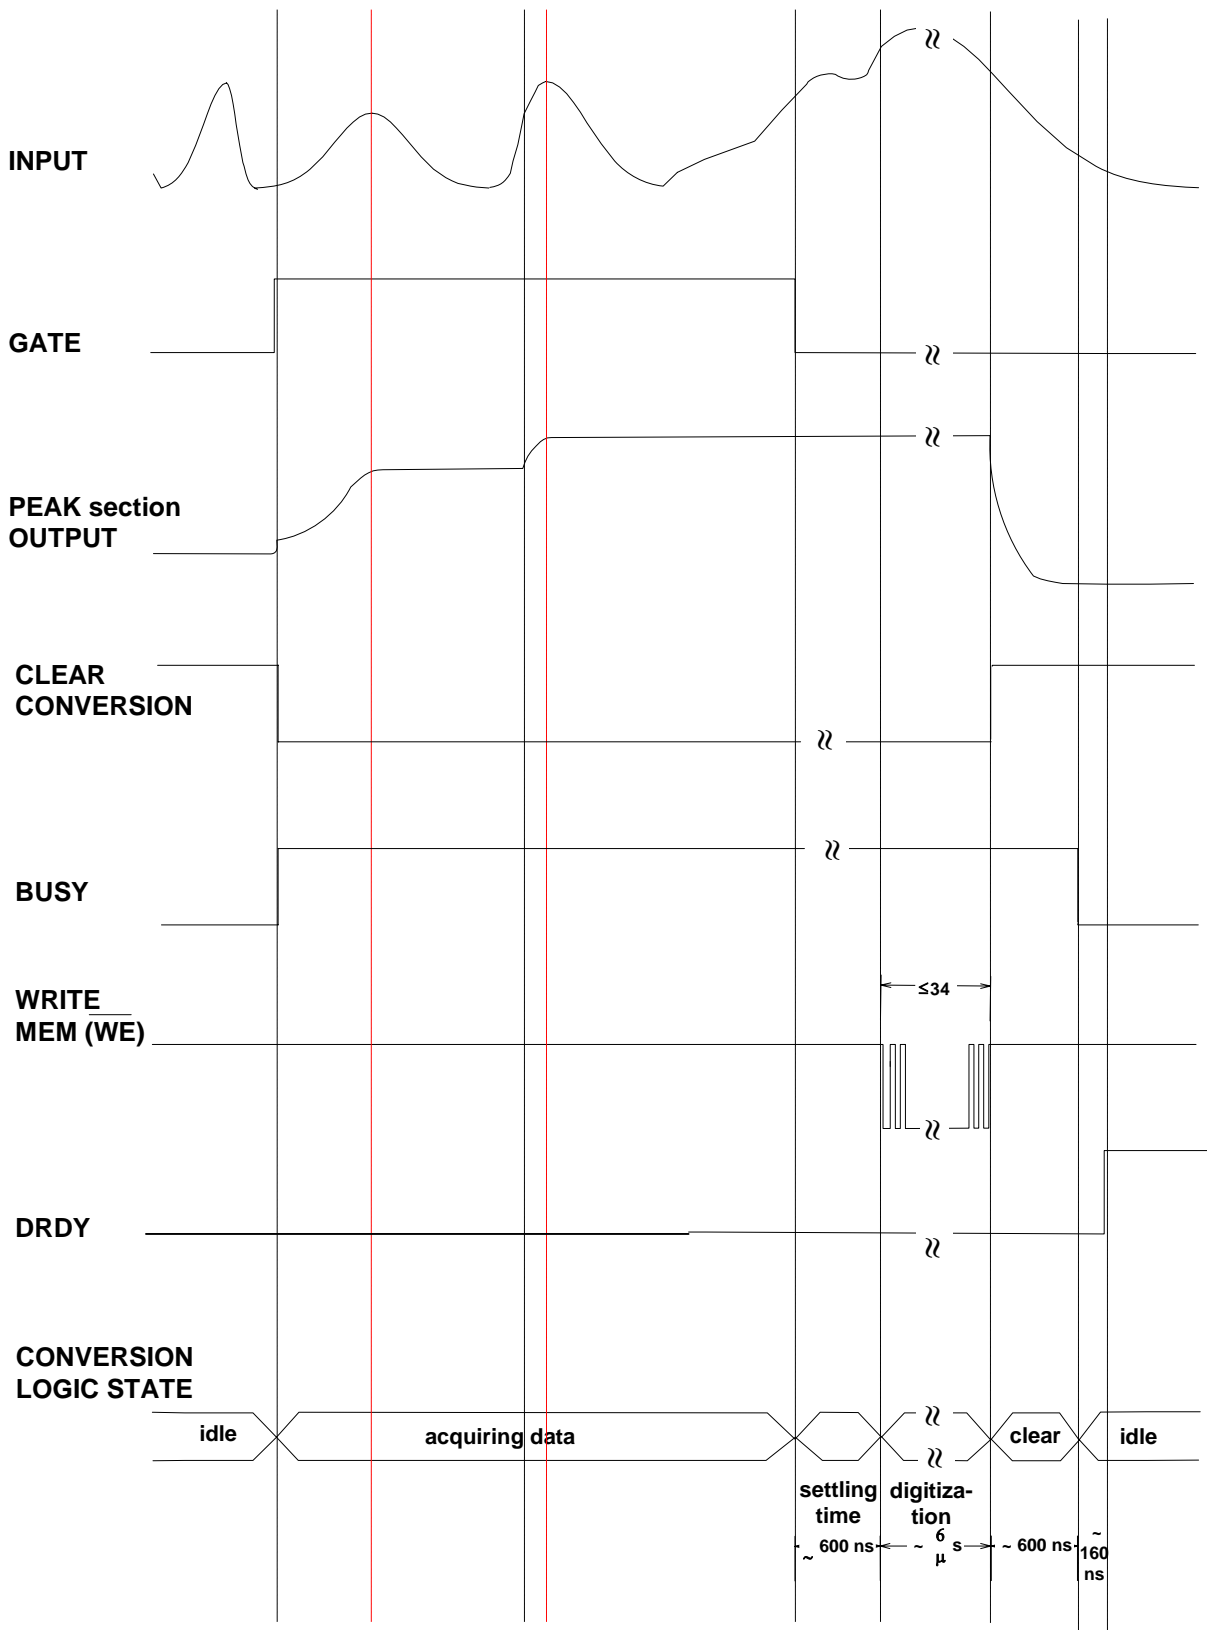 INPUT
GATE
PEAK section
OUTPUT
CLEAR
CONVERSION
BUSY
WRITE
MEM (WE)
≤34
DRDY
CONVERSION
LOGIC STATE
idle
acquiring data
clear
idle
settling
time
digitiza-
tion
~ 600 ns
~ 6 μ s
~ 600 ns
~
160
ns